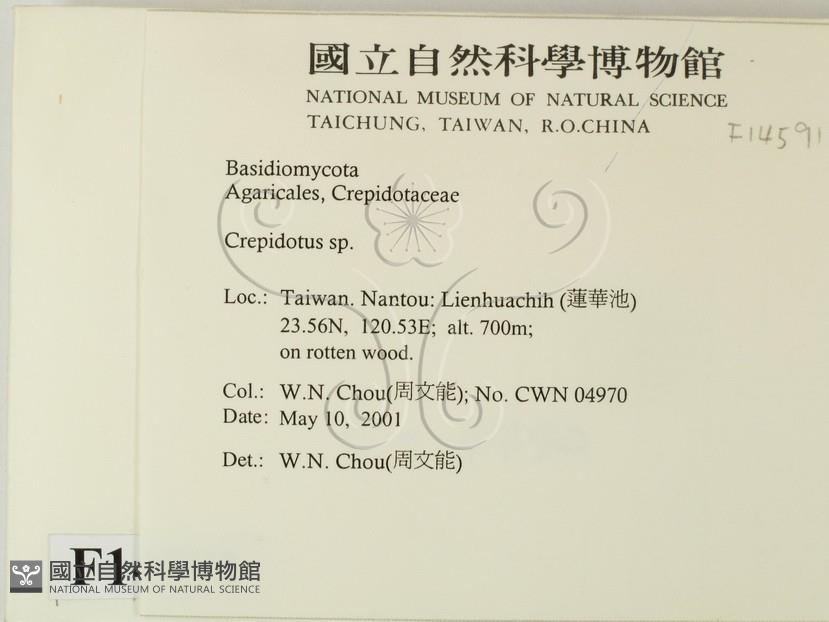 國立自然科學博物館
NATIONAL MUSEUM OF NATURAL SCIENCE
TAICHUNG, TAIWAN, R.O.CHINA
F14591
Basidiomycota
Agaricales, Crepidotaceae
Crepidotus sp.
Loc.: Taiwan. Nantou: Lienhuachih (蓮華池)
23.56N, 120.53E; alt. 700m;
on rotten wood.
Col.: W.N. Chou(周文能); No. CWN 04970
Date: May 10, 2001
Det.: W.N. Chou(周文能)
F1
國立自然科學博物館
NATIONAL MUSEUM OF NATURAL SCIENCE